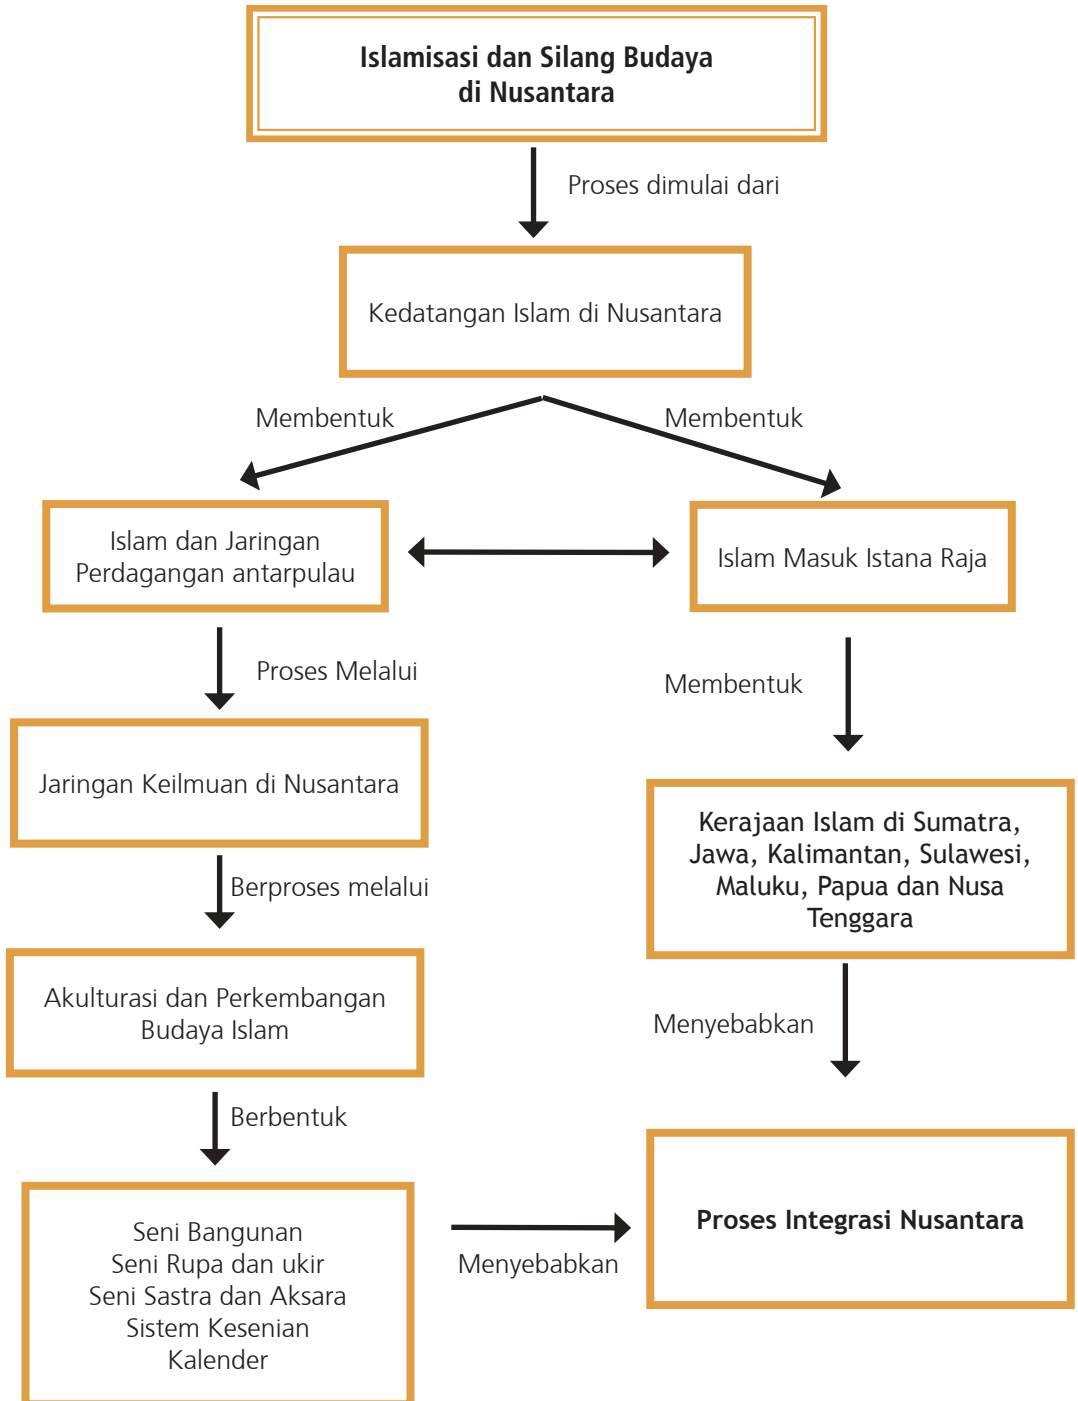 Islamisasi dan Silang Budaya
di Nusantara
Proses dimulai dari
Kedatangan Islam di Nusantara
Membentuk
Membentuk
Islam dan Jaringan
Perdagangan antarpulau
Islam Masuk Istana Raja
Proses Melalui
Membentuk
Jaringan Keilmuan di Nusantara
Kerajaan Islam di Sumatra,
Jawa, Kalimantan, Sulawesi,
Maluku, Papua dan Nusa
Tenggara
Berproses melalui
Akulturasi dan Perkembangan
Budaya Islam
Menyebabkan
Berbentuk
Seni Bangunan
Seni Rupa dan ukir
Seni Sastra dan Aksara
Sistem Kesenian
Kalender
Menyebabkan
Proses Integrasi Nusantara